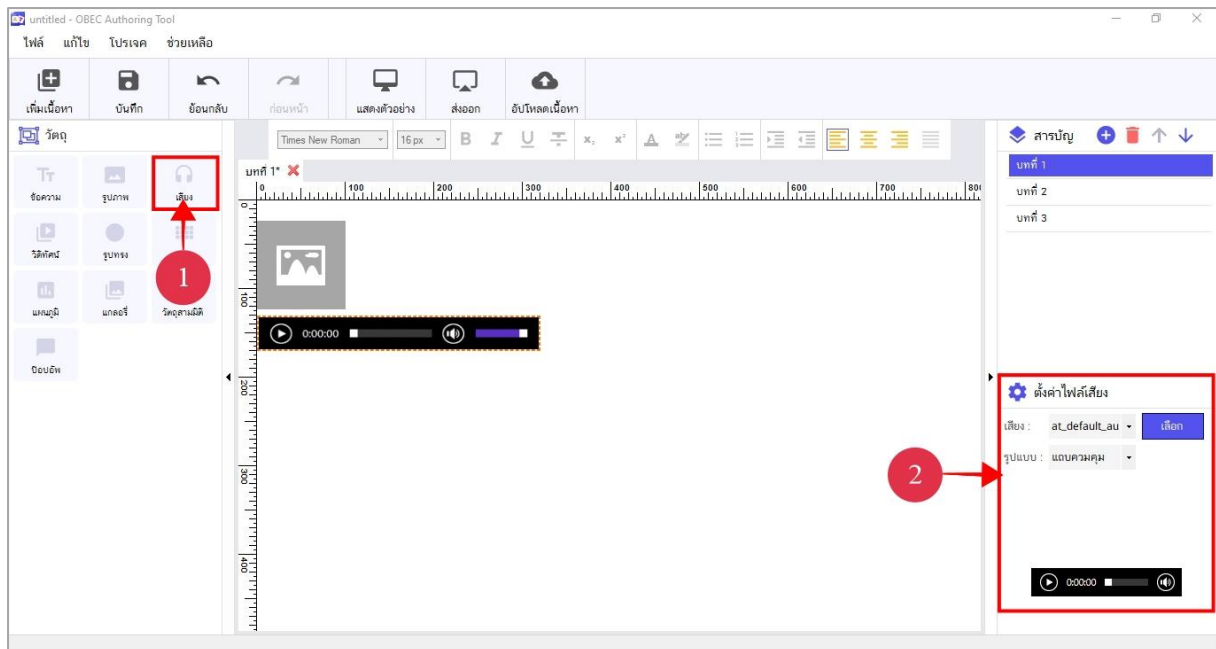 untitled - OBEC Authoring Tool
ไฟล์ แก้ไข โปรเจค ช่วยเหลือ
เพิ่มเนื้อหา บันทึก ย้อนกลับ ก่อนหน้า แสดงตัวอย่าง ส่งออก อัปโหลดเนื้อหา
วัตถุ
Times New Roman 16 px B I U x₂ x² A aby
สารบัญ
บทที่ 1* บทที่ 1
ข้อความ รูปภาพ เสียง
0 100 200 300 400 500 600 700 80
บทที่ 2
บทที่ 3
วีดิทัศน์ รูปทรง
1
แผนภูมิ แกลอรี่ วัตถุสามมิติ
ป๊อปอัพ
0:00:00
0 100 200 300 400
ตั้งค่าไฟล์เสียง
เสียง : at_default_au เลือก
รูปแบบ : แถบควมคุม
2
0:00:00